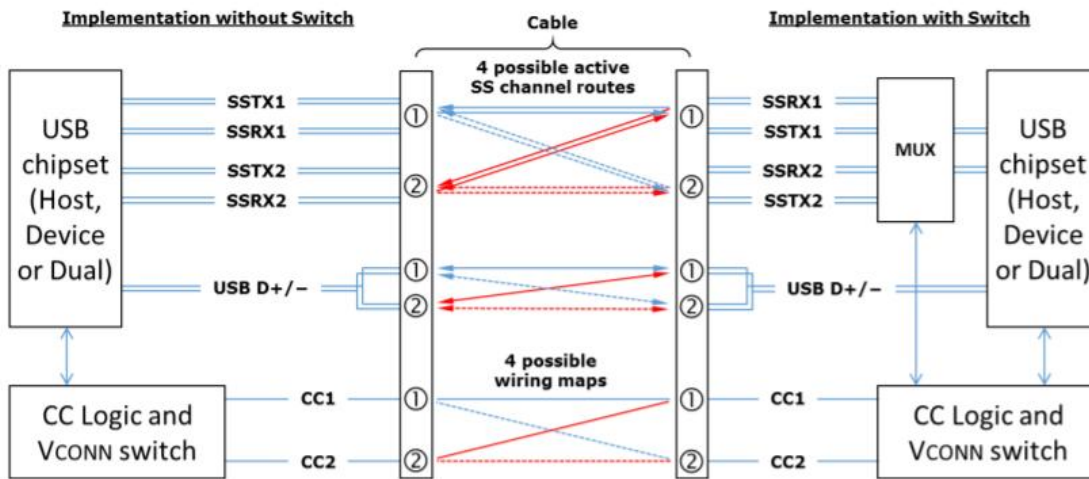 Implementation without Switch
Cable
Implementation with Switch
4 possible active
SS channel routes
USB
chipset
(Host,
Device
or Dual)
SSTX1
SSRX1
SSTX2
SSRX2
USB D+/−
①
②
①
②
①
②
①
②
SSRX1
SSTX1
SSRX2
SSTX2
USB D+/−
MUX
USB
chipset
(Host,
Device
or Dual)
4 possible
wiring maps
CC Logic and
VCONN switch
CC1
CC2
①
②
①
②
CC1
CC2
CC Logic and
VCONN switch